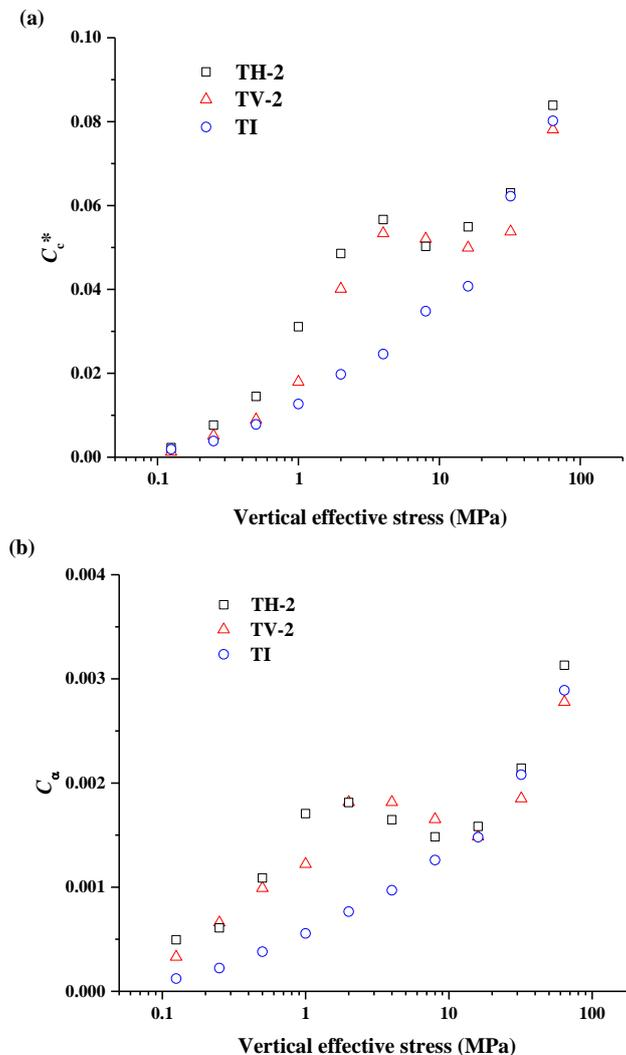 (a)
0.10
0.08
0.06
0.04
0.02
0.00
C_c*
TH-2
TV-2
TI
0.1
1
10
100
Vertical effective stress (MPa)
(b)
0.004
0.003
0.002
0.001
0.000
C_α
TH-2
TV-2
TI
0.1
1
10
100
Vertical effective stress (MPa)